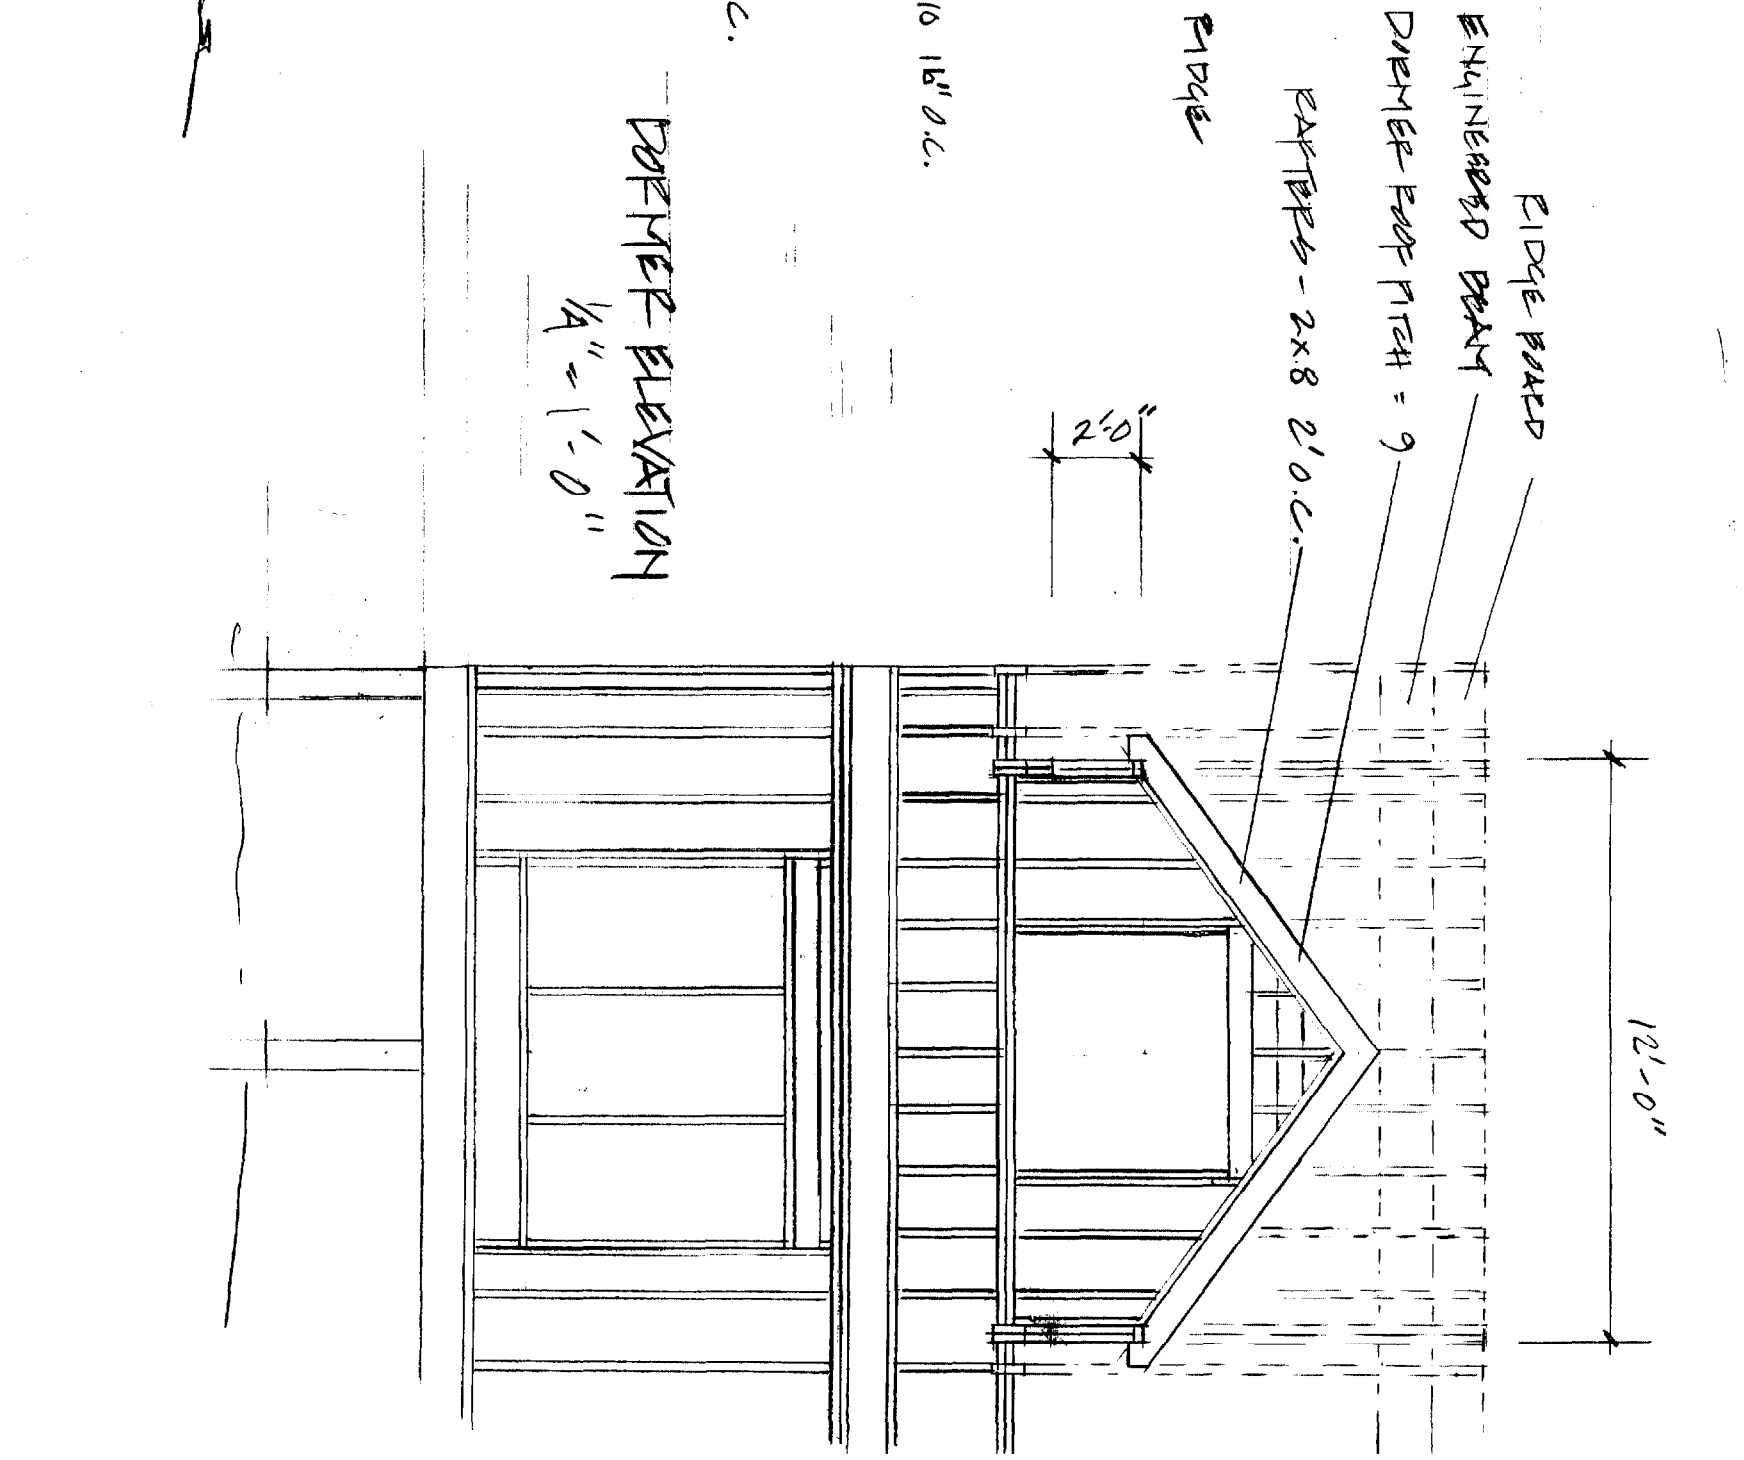 RIDGE BOARD
ENGINEERED BEAM
DORMER ROOF PITCH = 9
RAFTERS - 2x8 2' O.C.
RIDGE
12'-0"
2'-0"
16" O.C.
C.
DORMER ELEVATION
1/4" = 1'-0"